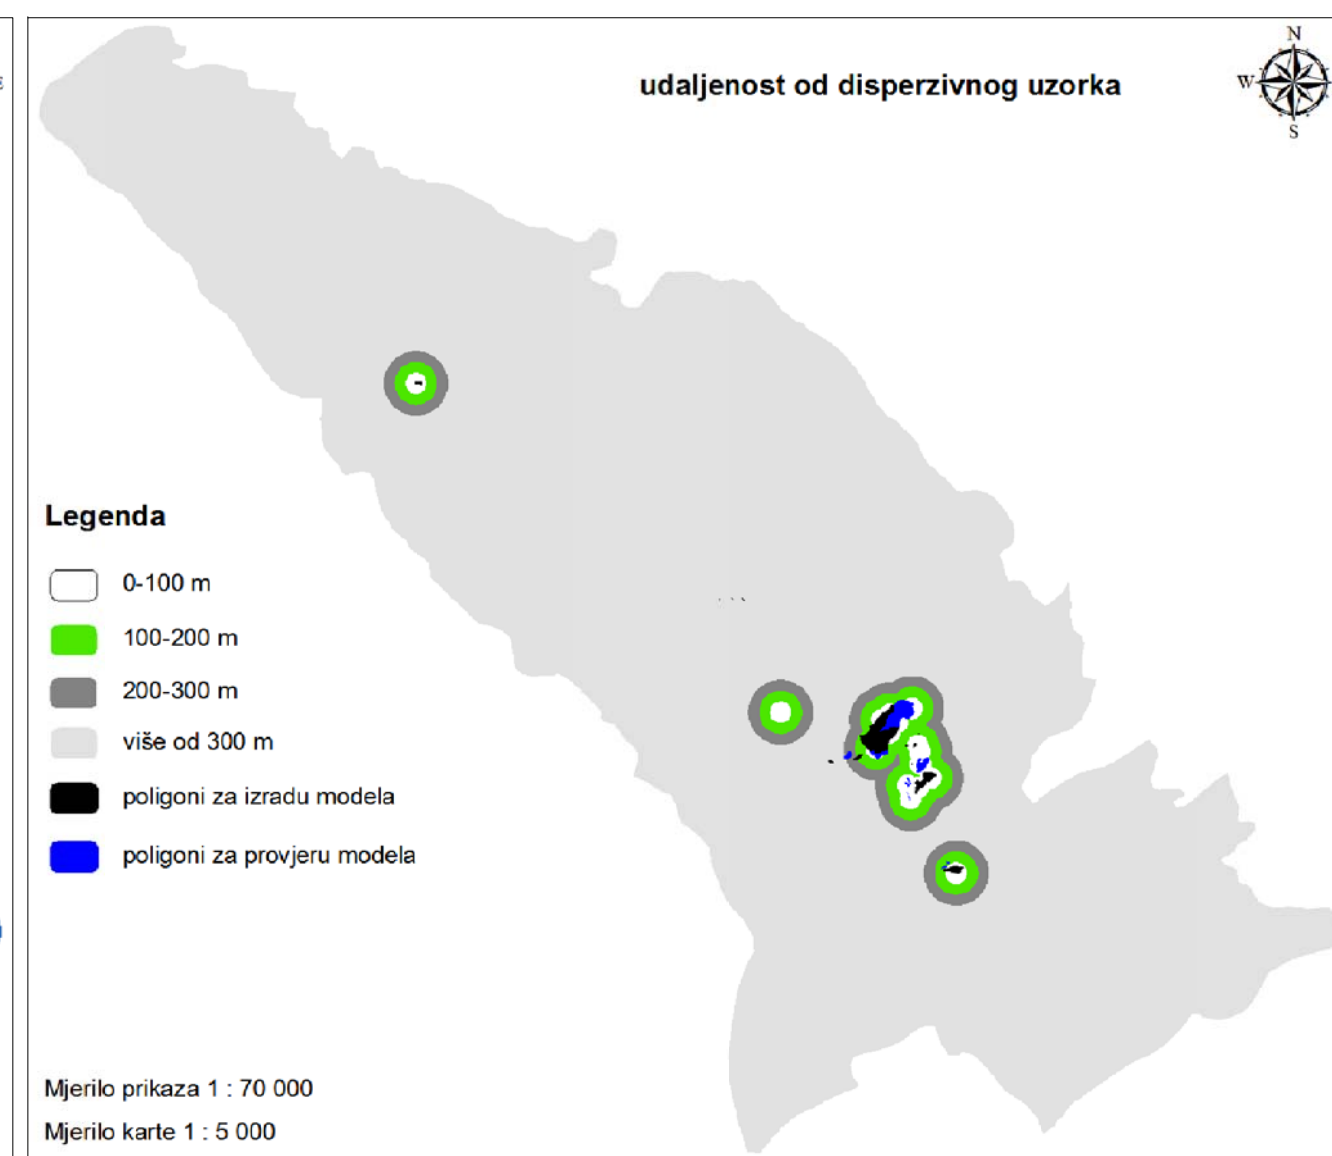 udaljenost od disperzivnog uzorka
N
W
S
Legenda
0-100 m
100-200 m
200-300 m
više od 300 m
poligoni za izradu modela
poligoni za provjeru modela
Mjerilo prikaza 1 : 70 000
Mjerilo karte 1 : 5 000